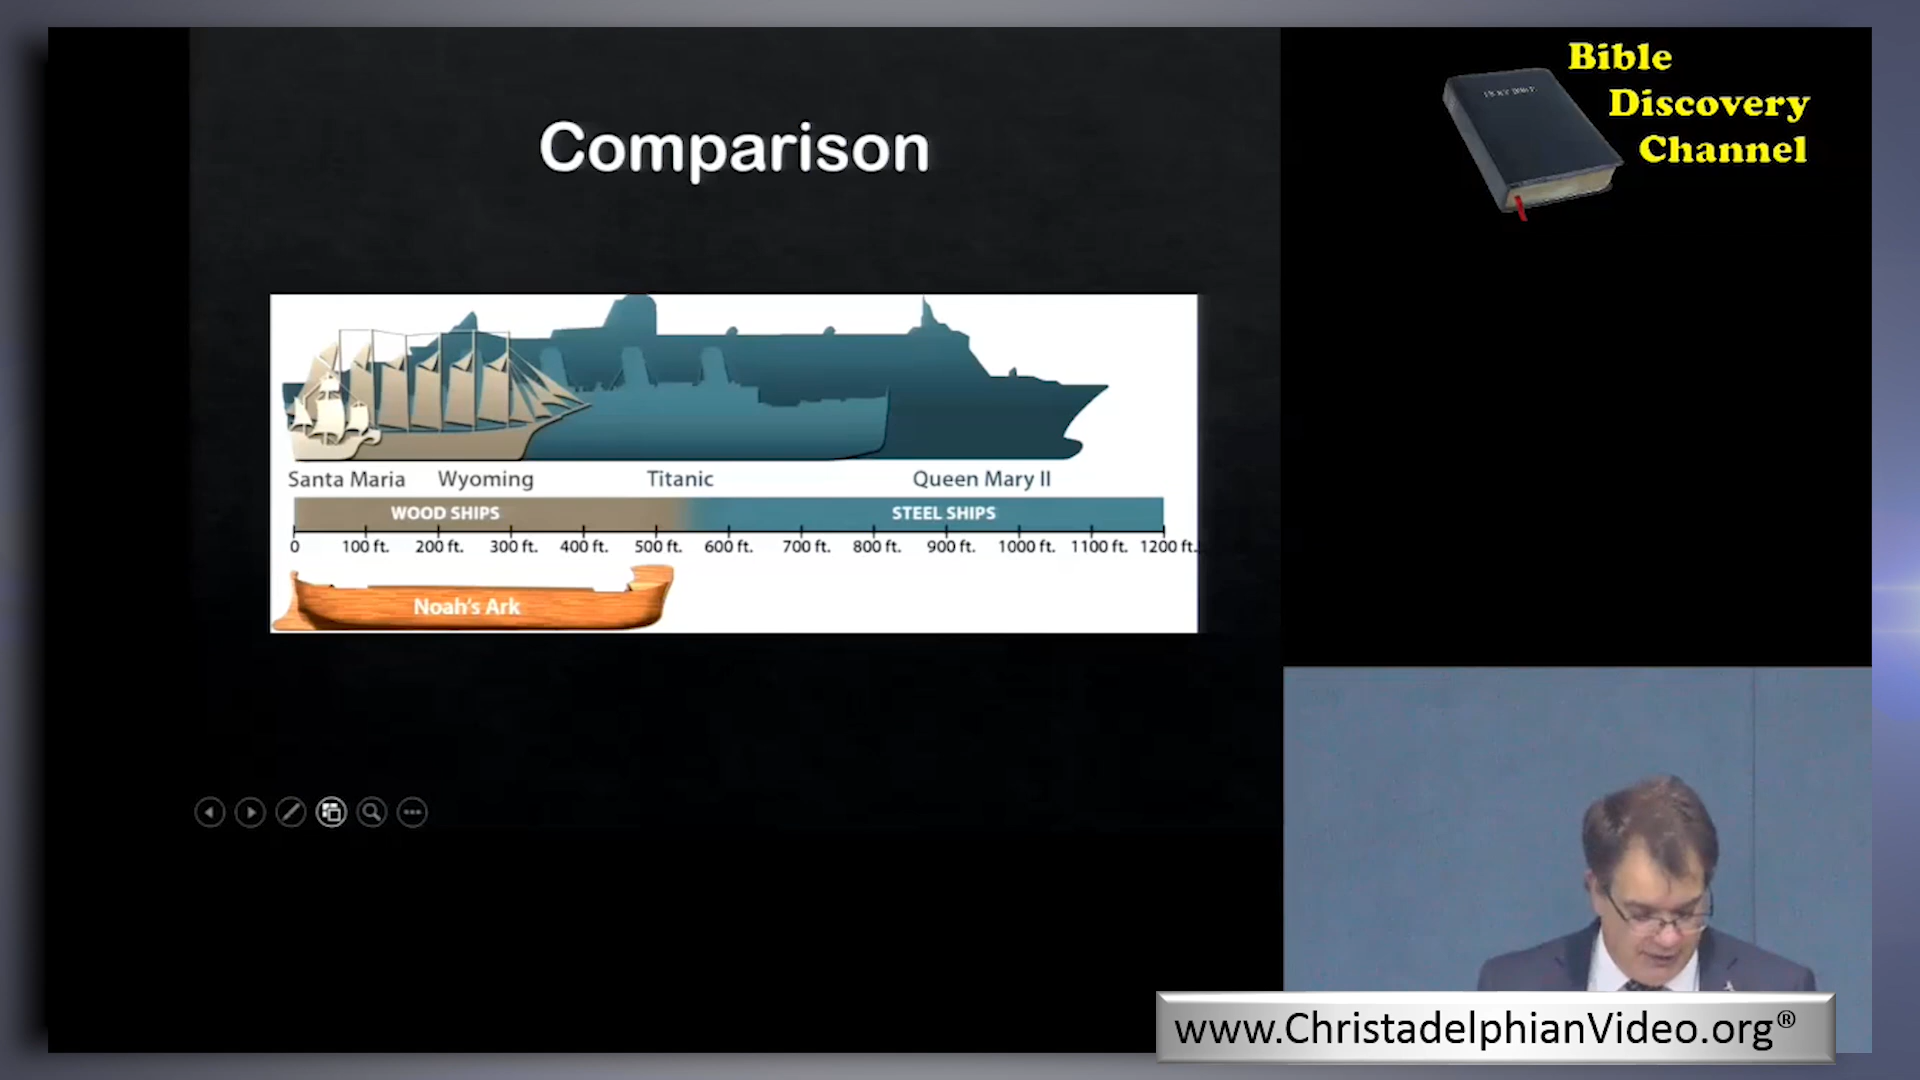 Comparison
Bible
Discovery
Channel
HOLY BIBLE
Santa Maria Wyoming Titanic Queen Mary II
WOOD SHIPS STEEL SHIPS
0 100 ft. 200 ft. 300 ft. 400 ft. 500 ft. 600 ft. 700 ft. 800 ft. 900 ft. 1000 ft. 1100 ft. 1200 ft.
Noah's Ark
www.ChristadelphianVideo.org®